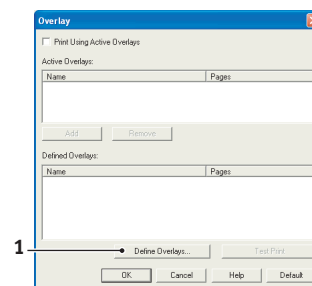 Overlay
Print Using Active Overlays
Active Overlays:
Name Pages
Add Remove
Defined Overlays:
Name Pages
1
Define Overlays... Test Print
OK Cancel Help Default